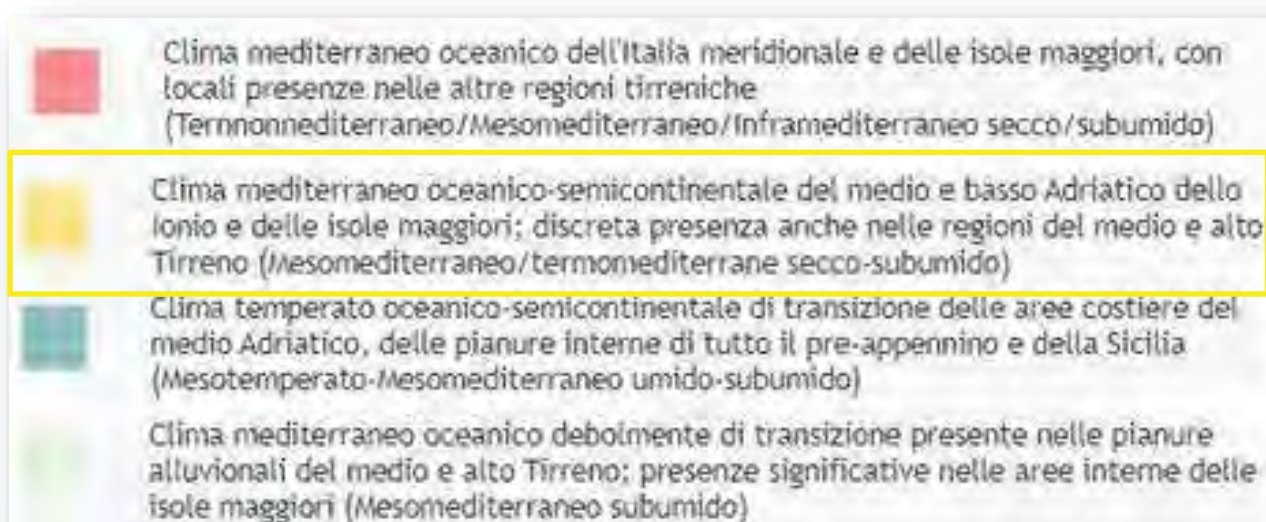 Clima mediterraneo oceanico dell'Italia meridionale e delle isole maggiori, con
locali presenze nelle altre regioni tirreniche
(Ternnonnediterraneo/Mesomediterraneo/Inframediterraneo secco/subumido)
Clima mediterraneo oceanico-semicontinentale del medio e basso Adriatico dello
Ionio e delle isole maggiori; discreta presenza anche nelle regioni del medio e alto
Tirreno (Mesomediterraneo/termomediterrane secco-subumido)
Clima temperato oceanico-semicontinentale di transizione delle aree costiere del
medio Adriatico, delle pianure interne di tutto il pre-appennino e della Sicilia
(Mesotemperato-Mesomediterraneo umido-subumido)
Clima mediterraneo oceanico debolmente di transizione presente nelle pianure
alluvionali del medio e alto Tirreno; presenze significative nelle aree interne delle
isole maggiori (Mesomediterraneo subumido)